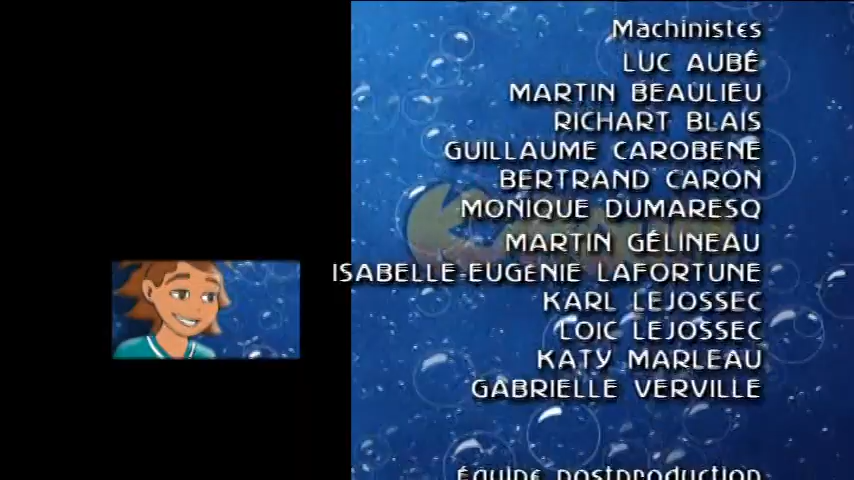 Machinistes
LUC AUBÉ
MARTIN BEAULIEU
RICHART BLAIS
GUILLAUME CAROBENE
BERTRAND CARON
MONIQUE DUMARESQ
MARTIN GÉLINEAU
ISABELLE-EUGÉNIE LAFORTUNE
KARL LEJOSSEC
LOIC LEJOSSEC
KATY MARLEAU
GABRIELLE VERVILLE
Équipe postproduction